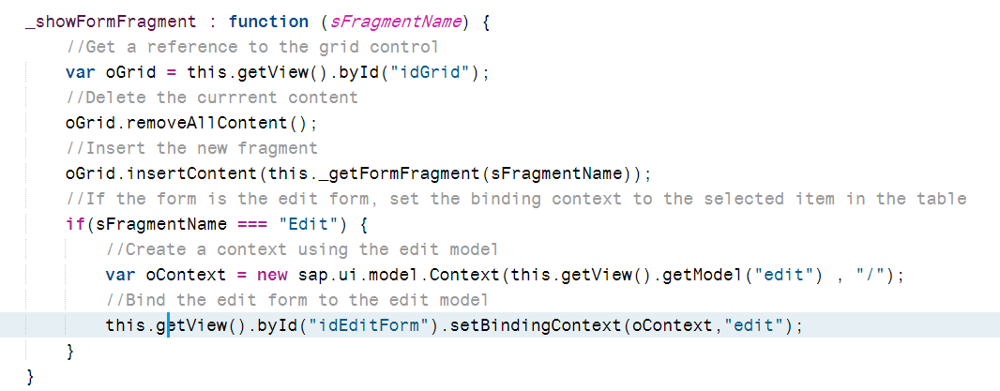 _showFormFragment : function (sFragmentName) {
//Get a reference to the grid control
var oGrid = this.getView().byId("idGrid");
//Delete the currrent content
oGrid.removeAllContent();
//Insert the new fragment
oGrid.insertContent(this._getFormFragment(sFragmentName));
//If the form is the edit form, set the binding context to the selected item in the table
if(sFragmentName === "Edit") {
//Create a context using the edit model
var oContext = new sap.ui.model.Context(this.getView().getModel("edit") , "/");
//Bind the edit form to the edit model
this.getView().byId("idEditForm").setBindingContext(oContext,"edit");
}
}